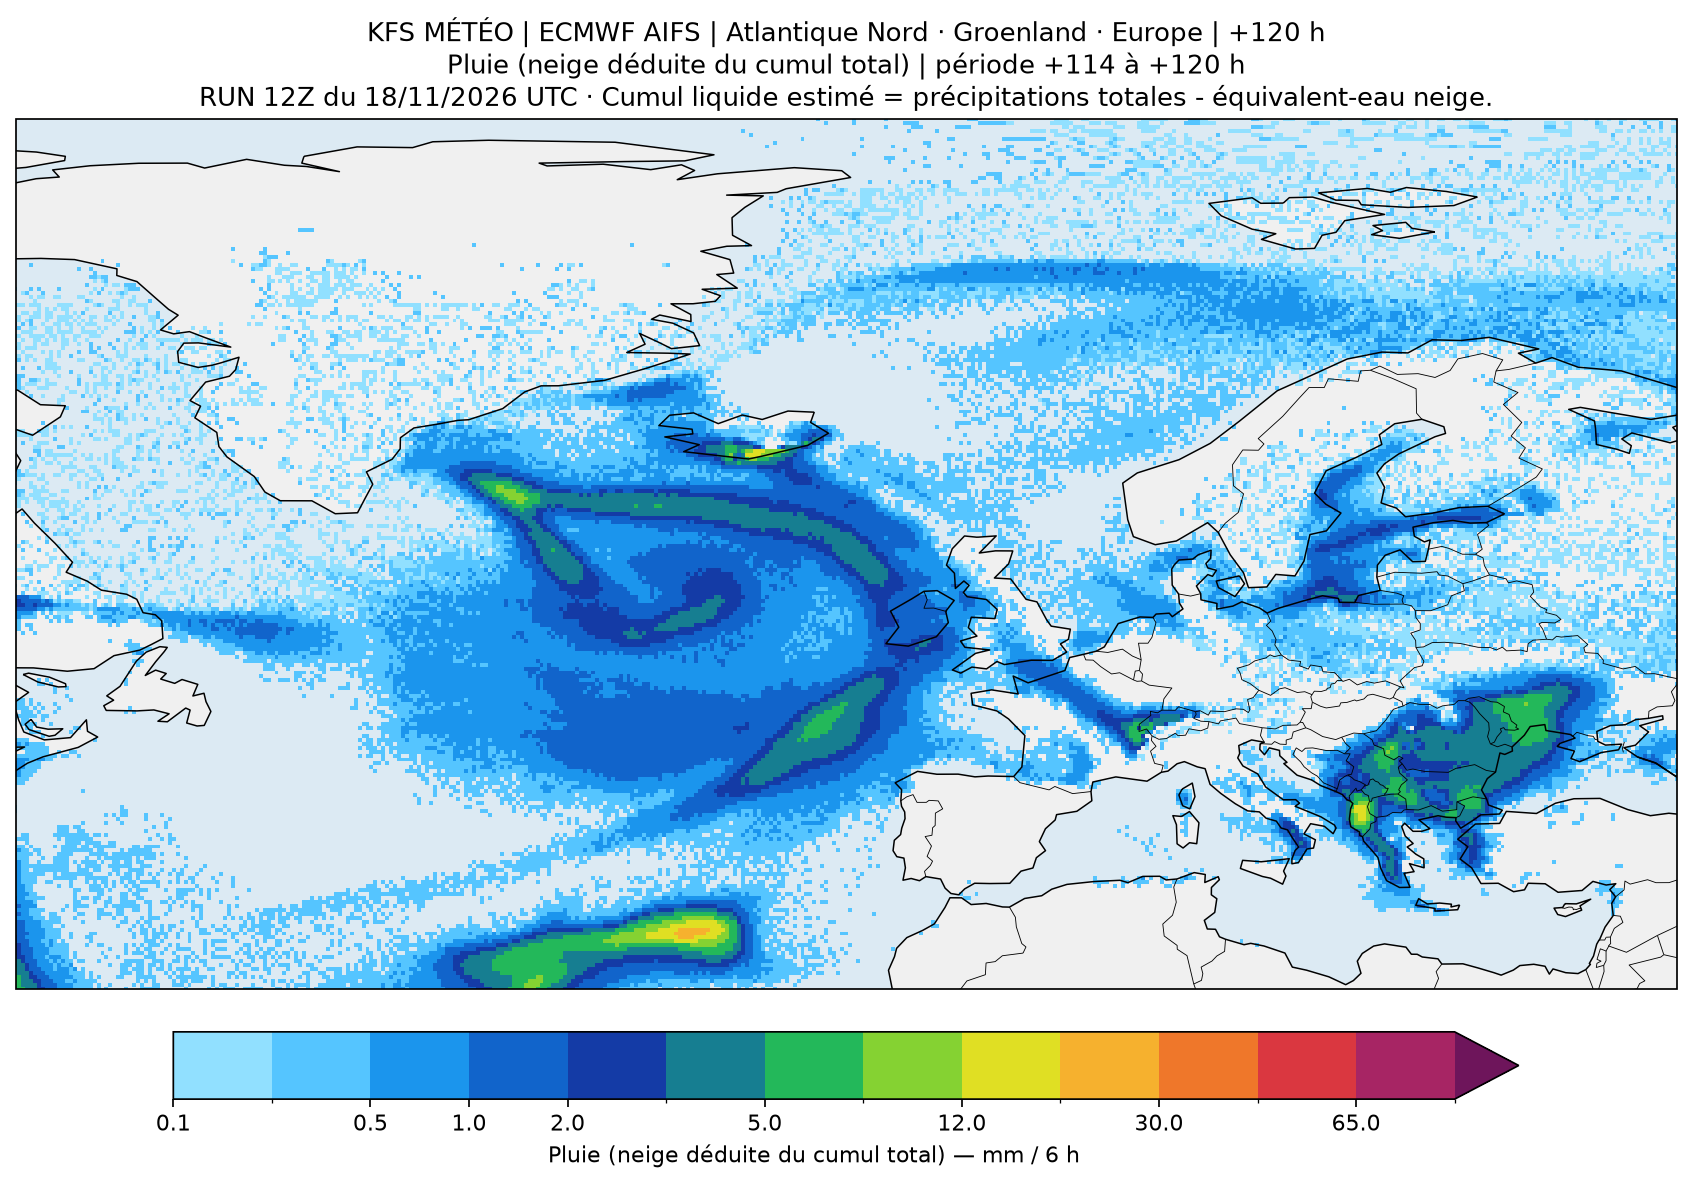 KFS MÉTÉO | ECMWF AIFS | Atlantique Nord · Groenland · Europe | +120 h
Pluie (neige déduite du cumul total) | période +114 à +120 h
RUN 12Z du 18/11/2026 UTC · Cumul liquide estimé = précipitations totales - équivalent-eau neige.
0.1 0.5 1.0 2.0 5.0 12.0 30.0 65.0
Pluie (neige déduite du cumul total) — mm / 6 h